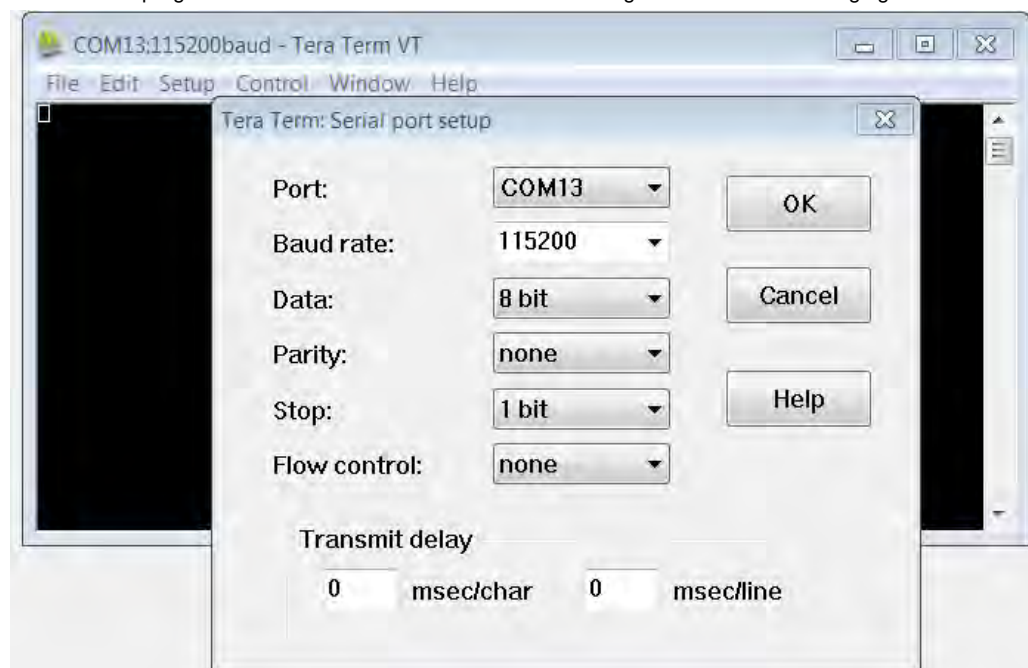 COM13:115200baud - Tera Term VT
File Edit Setup Control Window Help
Tera Term: Serial port setup
Port: COM13
OK
Baud rate: 115200
Data: 8 bit
Cancel
Parity: none
Stop: 1 bit
Help
Flow control: none
Transmit delay
0 msec/char 0 msec/line